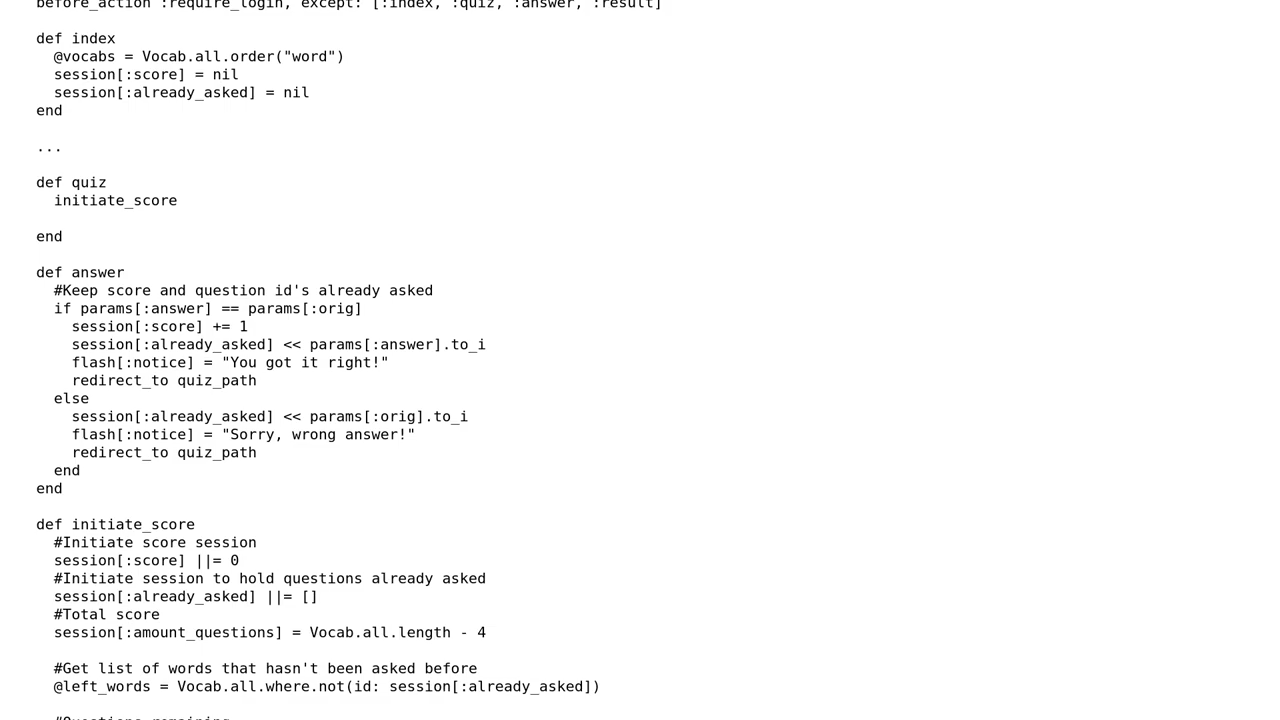 before_action :require_login, except: [:index, :quiz, :answer, :result]
def index
@vocabs = Vocab.all.order("word")
session[:score] = nil
session[:already_asked] = nil
end
...
def quiz
initiate_score
end
def answer
#Keep score and question id's already asked
if params[:answer] == params[:orig]
session[:score] += 1
session[:already_asked] << params[:answer].to_i
flash[:notice] = "You got it right!"
redirect_to quiz_path
else
session[:already_asked] << params[:orig].to_i
flash[:notice] = "Sorry, wrong answer!"
redirect_to quiz_path
end
end
def initiate_score
#Initiate score session
session[:score] ||= 0
#Initiate session to hold questions already asked
session[:already_asked] ||= []
#Total score
session[:amount_questions] = Vocab.all.length - 4
#Get list of words that hasn't been asked before
@left_words = Vocab.all.where.not(id: session[:already_asked])
#Questions remaining